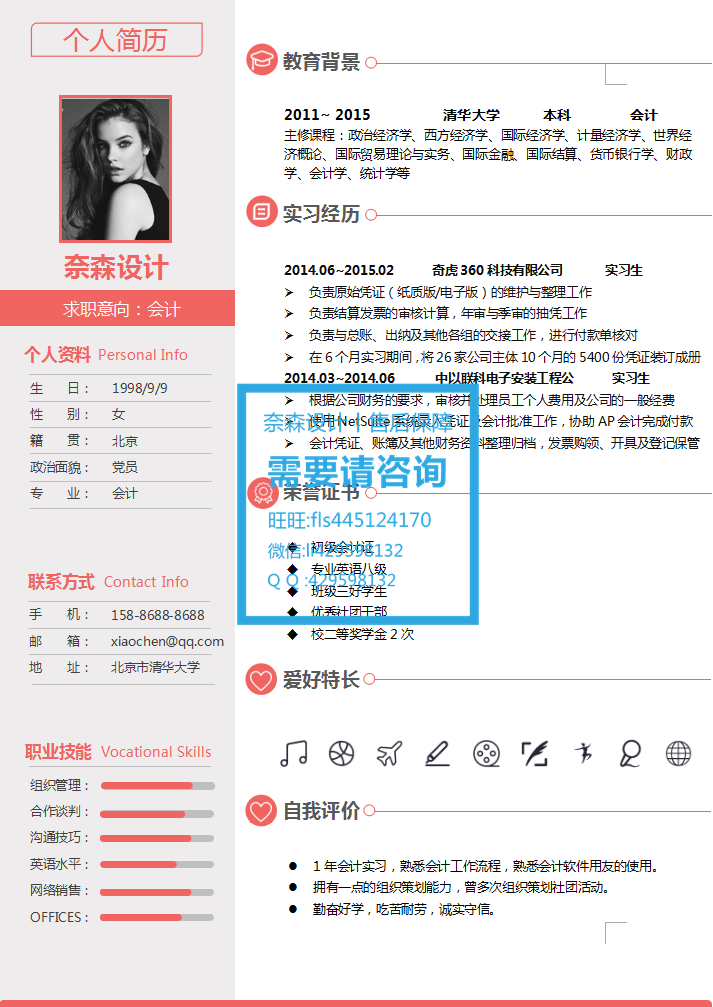 个人简历
奈森设计
求职意向：会计
个人资料 Personal Info
生 日： 1998/9/9
性 别： 女
籍 贯： 北京
政治面貌： 党员
专 业： 会计
联系方式 Contact Info
手 机： 158-8688-8688
邮 箱： xiaochen@qq.com
地 址： 北京市清华大学
职业技能 Vocational Skills
组织管理：
合作谈判：
沟通技巧：
英语水平：
网络销售：
OFFICES：
教育背景
2011~ 2015 清华大学 本科 会计
主修课程：政治经济学、西方经济学、国际经济学、计量经济学、世界经
济概论、国际贸易理论与实务、国际金融、国际结算、货币银行学、财政
学、会计学、统计学等
实习经历
2014.06~2015.02 奇虎 360 科技有限公司 实习生
➢ 负责原始凭证（纸质版/电子版）的维护与整理工作
➢ 负责结算发票的审核计算，年审与季审的抽凭工作
➢ 负责与总账、出纳及其他各组的交接工作，进行付款单核对
➢ 在 6 个月实习期间，将 26 家公司主体 10 个月的 5400 份凭证装订成册
2014.03~2014.06 中以联科电子安装工程公 实习生
➢ 根据公司财务的要求，审核并处理员工个人费用及公司的一般经费
➢ 使用 NetSuite 系统录入凭证及会计批准工作，协助 AP 会计完成付款
➢ 会计凭证、账簿及其他财务资料整理归档，发票购领、开具及登记保管
奈森设计 | 售后保障
需要请咨询
旺旺:fls445124170
微信:ll429598132
Q Q :429598132
荣誉证书
◆ 初级会计证
◆ 专业英语八级
◆ 班级三好学生
◆ 优秀社团干部
◆ 校二等奖学金 2 次
爱好特长
自我评价
● 1 年会计实习，熟悉会计工作流程，熟悉会计软件用友的使用。
● 拥有一点的组织策划能力，曾多次组织策划社团活动。
● 勤奋好学，吃苦耐劳，诚实守信。